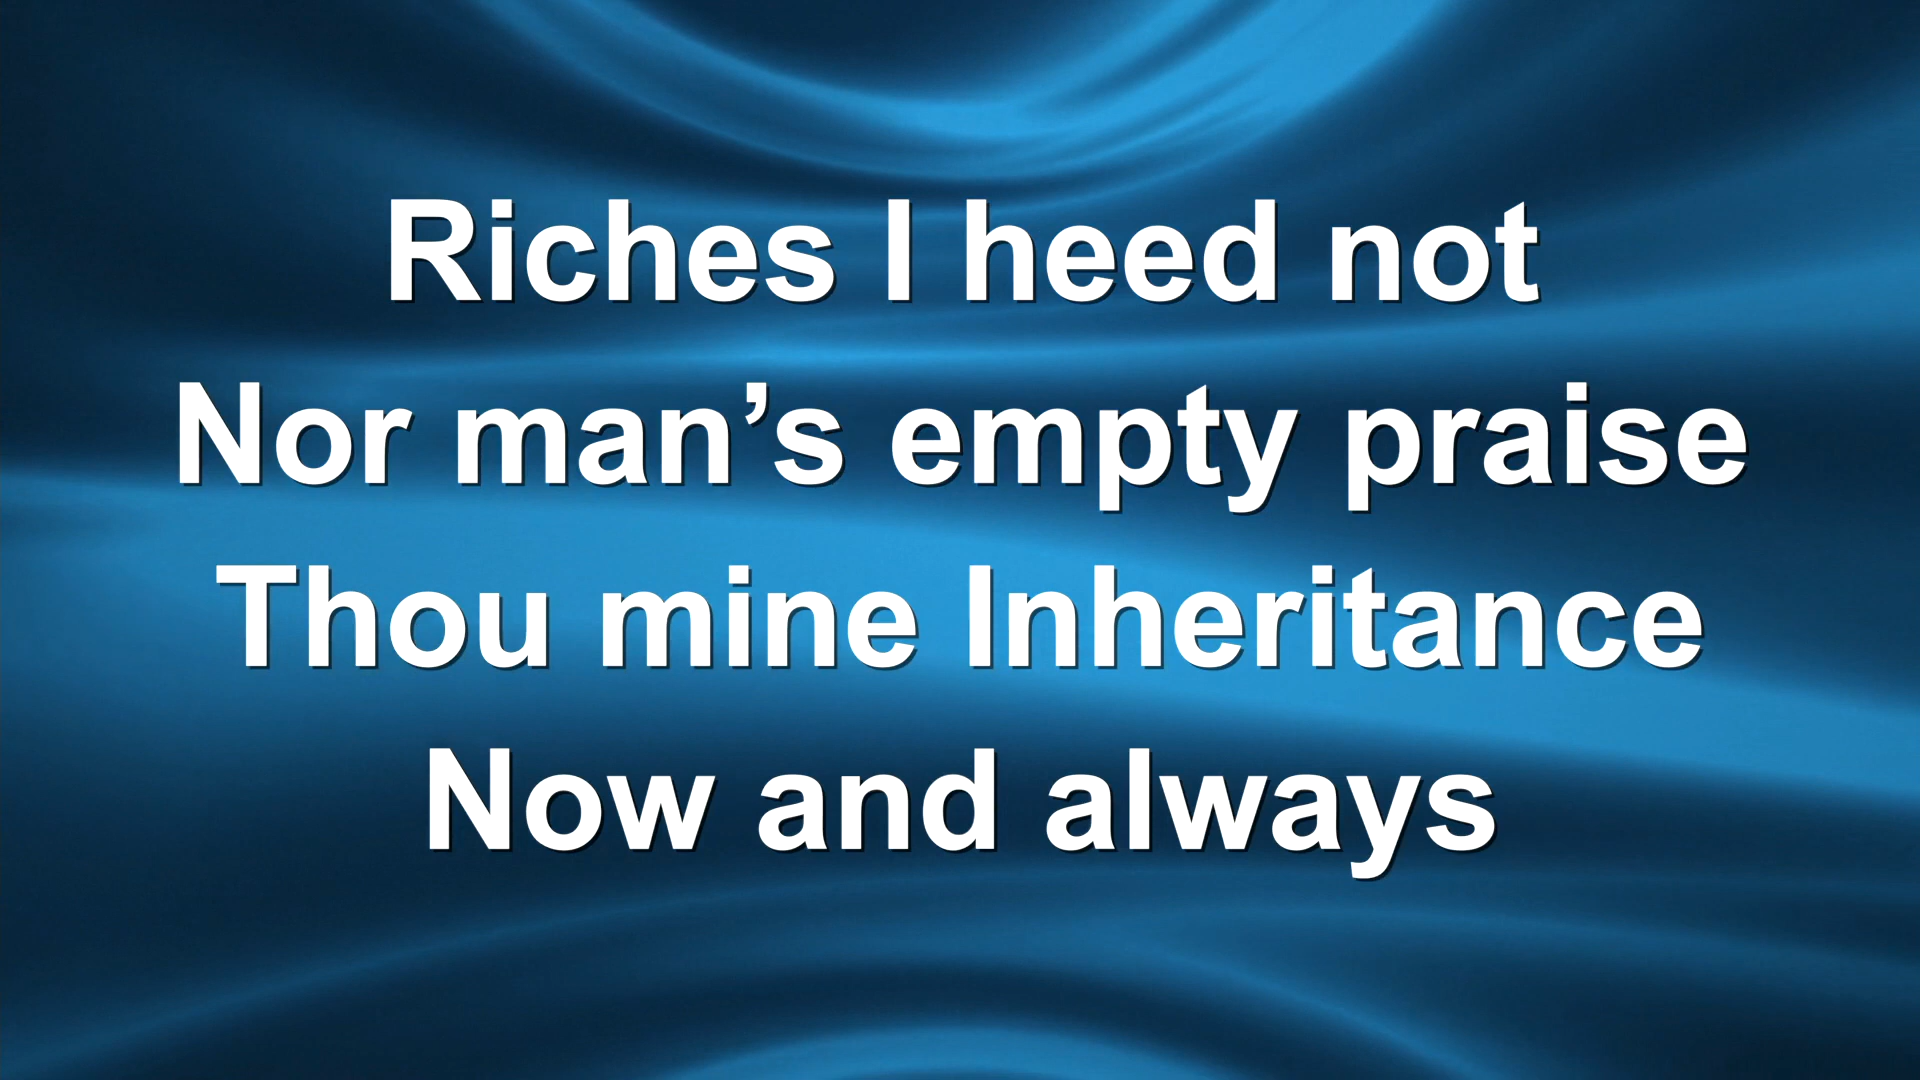 Riches I heed not
Nor man’s empty praise
Thou mine Inheritance
Now and always